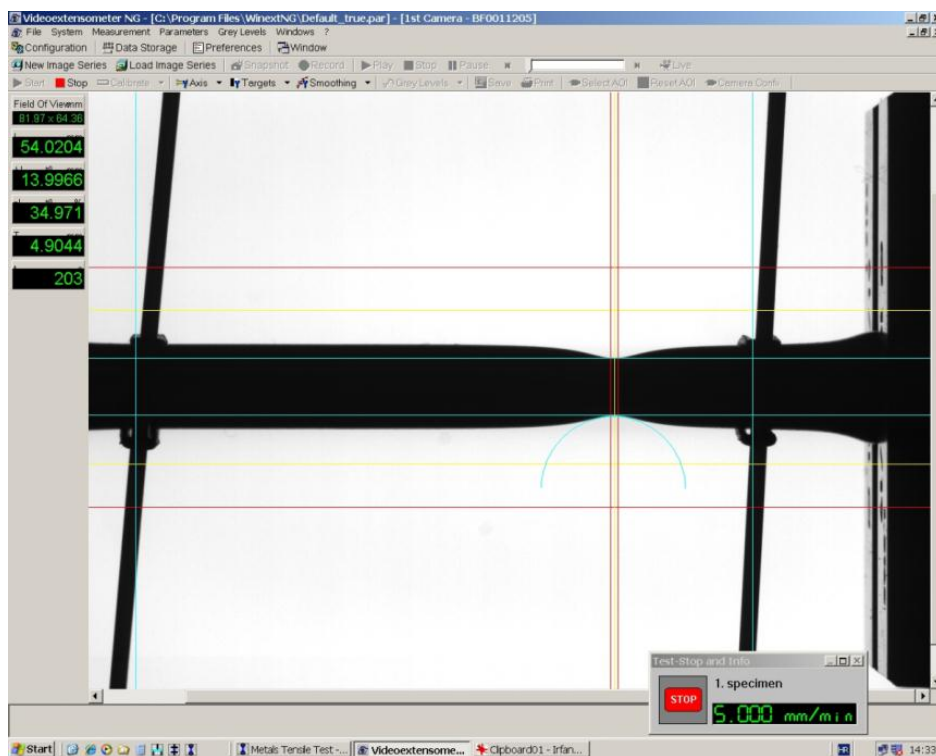 Videoextensometer NG - [C:\Program Files\WinextNG\Default_true.par] - [1st Camera - BF0011205]
File System Measurement Parameters Grey Levels Windows ?
Configuration Data Storage Preferences Window
New Image Series Load Image Series Snapshot Record Play Stop Pause Live
Start Stop Calibrate Axis Targets Smoothing Grey Levels Save Print Select AOI Reset AOI Camera
Field Of View mm
81.97 x 64.36
54.0204
13.9966
34.971
4.9044
203
Test-Stop and Info
1. specimen
STOP
5.000 mm/min
Start Metals Tensile Test -... Videoextensome... Clipboard01 - Irfan... HR 14:33